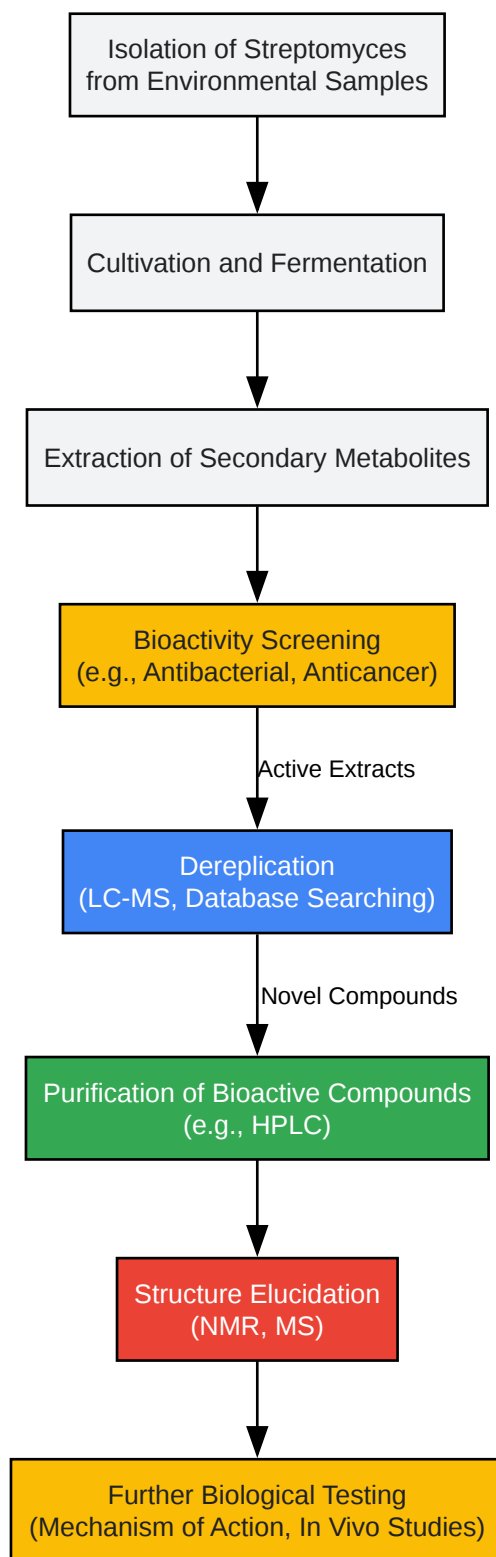 Isolation of Streptomyces
from Environmental Samples
Cultivation and Fermentation
Extraction of Secondary Metabolites
Bioactivity Screening
(e.g., Antibacterial, Anticancer)
Active Extracts
Dereplication
(LC-MS, Database Searching)
Novel Compounds
Purification of Bioactive Compounds
(e.g., HPLC)
Structure Elucidation
(NMR, MS)
Further Biological Testing
(Mechanism of Action, In Vivo Studies)